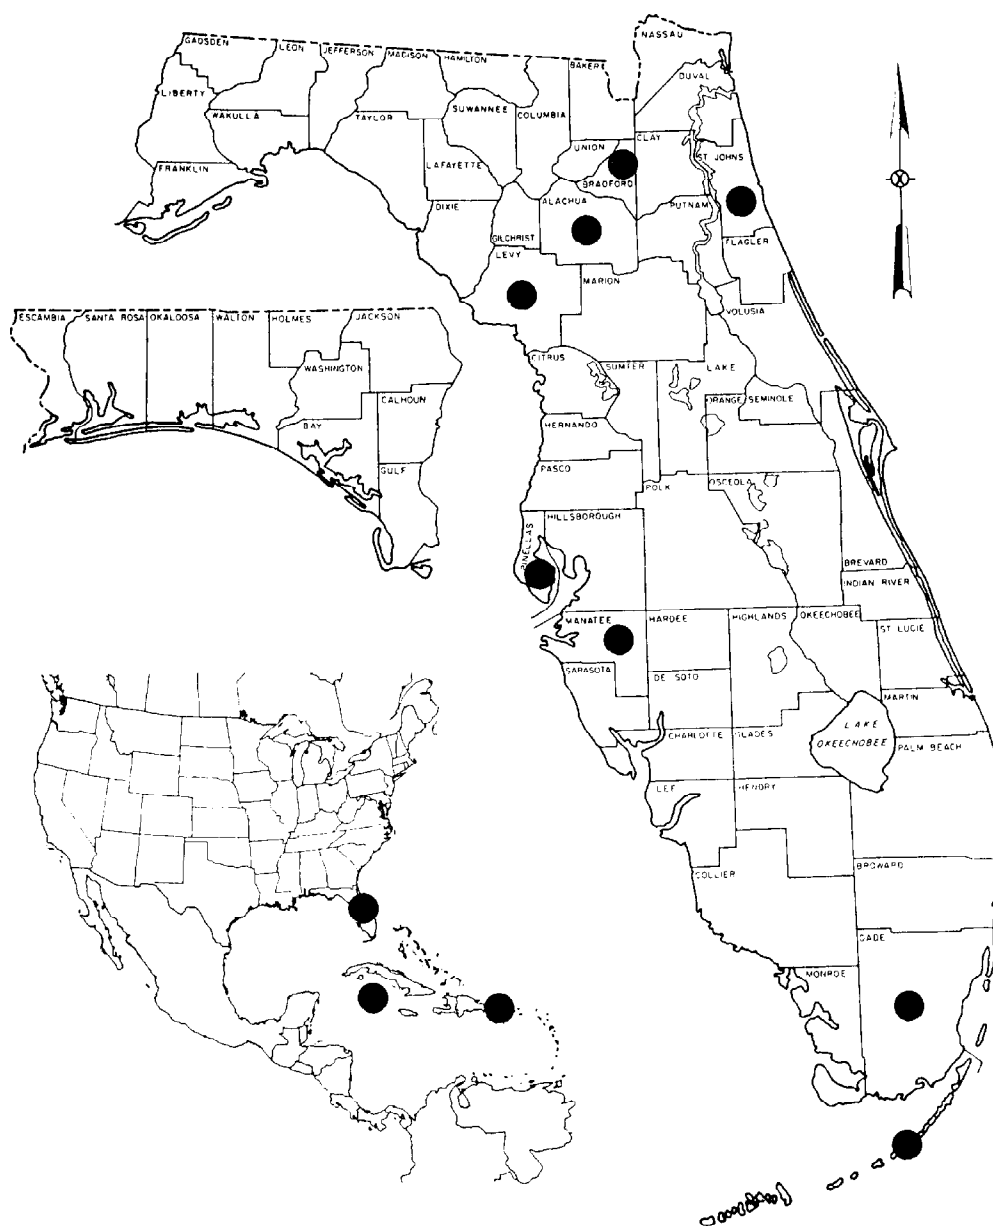 NASSAU
GADSDEN
LEON
JEFFERSON
MADISON
HAMILTON
BAKER
DUVAL
LIBERTY
WAKULLA
TAYLOR
SUWANNEE
COLUMBIA
UNION
CLAY
ST JOHNS
FRANKLIN
LAFAYETTE
BRADFORD
ALACHUA
PUTNAM
DIXIE
GILCHRIST
FLAGLER
LEVY
MARION
VOLUSIA
ESCAMBIA
SANTA ROSA
OKALOOSA
WALTON
HOLMES
JACKSON
WASHINGTON
CALHOUN
BAY
GULF
CITRUS
SUMTER
LAKE
ORANGE
SEMINOLE
HERNANDO
PASCO
POLK
OSCEOLA
PINELLAS
HILLSBOROUGH
BREVARD
INDIAN RIVER
MANATEE
HARDEE
HIGHLANDS
OKEECHOBEE
ST LUCIE
SARASOTA
DE SOTO
MARTIN
CHARLOTTE
GLADES
LAKE
OKEECHOBEE
PALM BEACH
LEE
HENDRY
COLLIER
BROWARD
DADE
MONROE